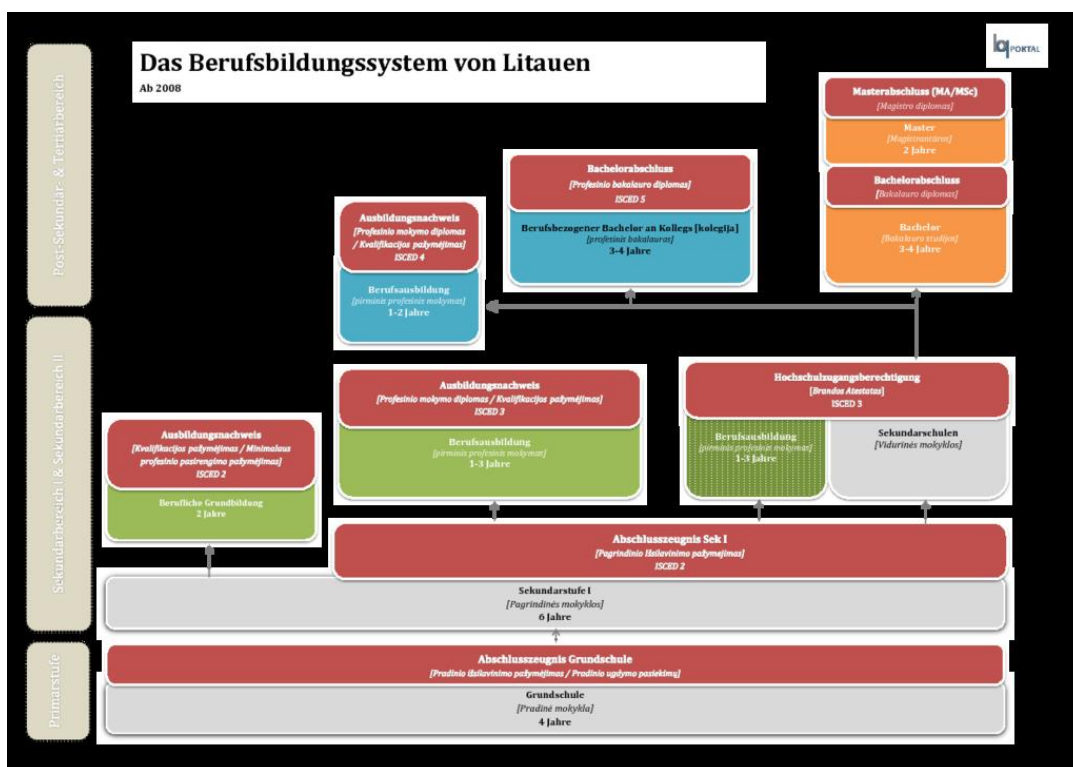 Das Berufsbildungssystem von Litauen
Ab 2008
bq PORTAL
Post-Sekundär- & Tertiärbereich
Masterabschluss (MA/MSc)
[Magistro diplomas]
Master
[Magistrantūras]
2 Jahre
Bachelorabschluss
[Bakalauro diplomas]
Bachelor
[Bakalauro studijos]
3-4 Jahre
Bachelorabschluss
[Profesinio bakalauro diplomas]
ISCED 5
Berufsbezogener Bachelor an Kollegs [kolegija]
[profesinis bakalauras]
3-4 Jahre
Ausbildungsnachweis
[Profesinio mokymo diplomas
/ Kvalifikacijos pažymėjimas]
ISCED 4
Berufsausbildung
[pirminis profesinis mokymas]
1-2 Jahre
Sekundarbereich I & Sekundarbereich II
Hochschulzugangsberechtigung
[Brandos Atestatas]
ISCED 3
Berufsausbildung
[pirminis profesinis mokymas]
1-3 Jahre
Sekundarschulen
[Vidurinės mokyklos]
Ausbildungsnachweis
[Profesinio mokymo diplomas / Kvalifikacijos pažymėjimas]
ISCED 3
Berufsausbildung
[pirminis profesinis mokymas]
1-3 Jahre
Ausbildungsnachweis
[Kvalifikacijos pažymėjimas / Minimalaus
profesinio pasirengimo pažymėjimas]
ISCED 2
Berufliche Grundbildung
2 Jahre
Abschlusszeugnis Sek I
[Pagrindinio Išsilavinimo pažymejimas]
ISCED 2
Sekundarstufe I
[Pagrindinės mokyklos]
6 Jahre
Primarstufe
Abschlusszeugnis Grundschule
[Pradinio išsilavinimo pažymėjimas / Pradinio ugdymo pasiekimų]
Grundschule
[Pradinė mokykla]
4 Jahre